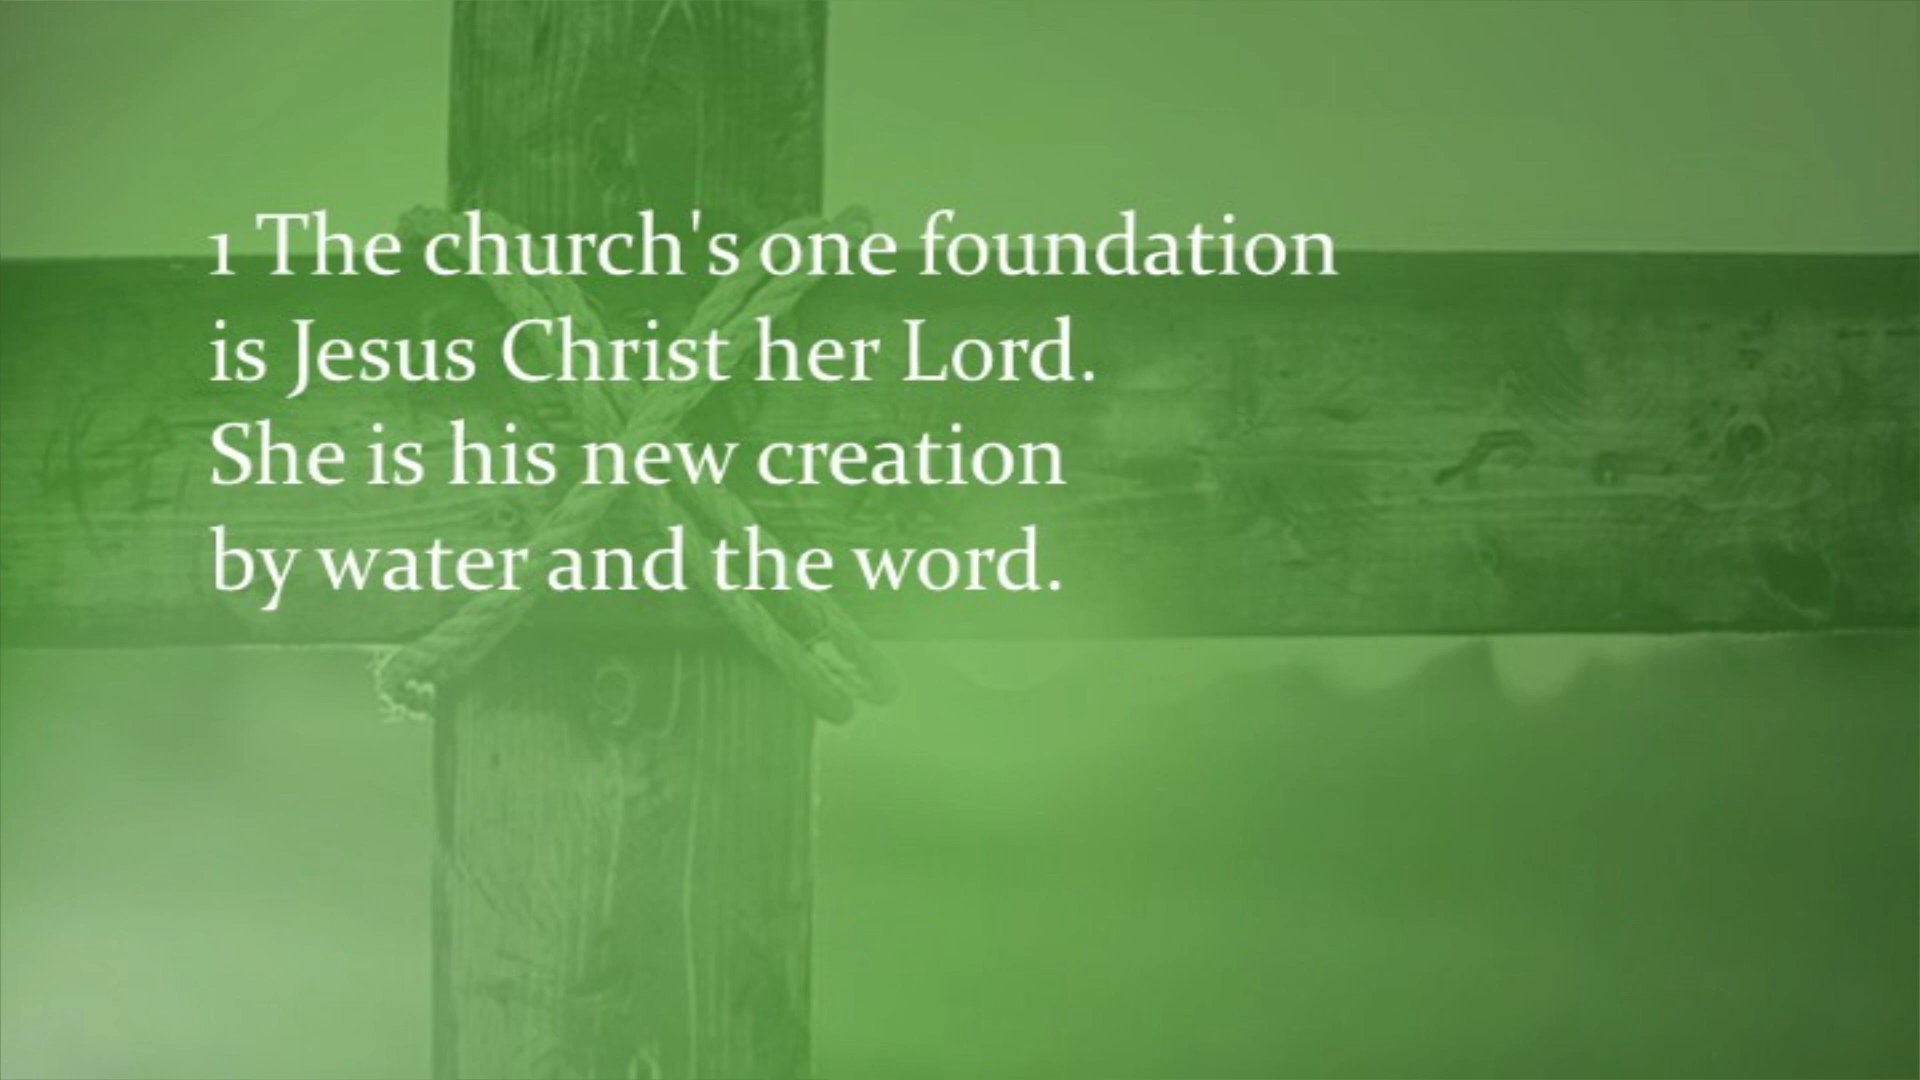 1 The church's one foundation
is Jesus Christ her Lord.
She is his new creation
by water and the word.